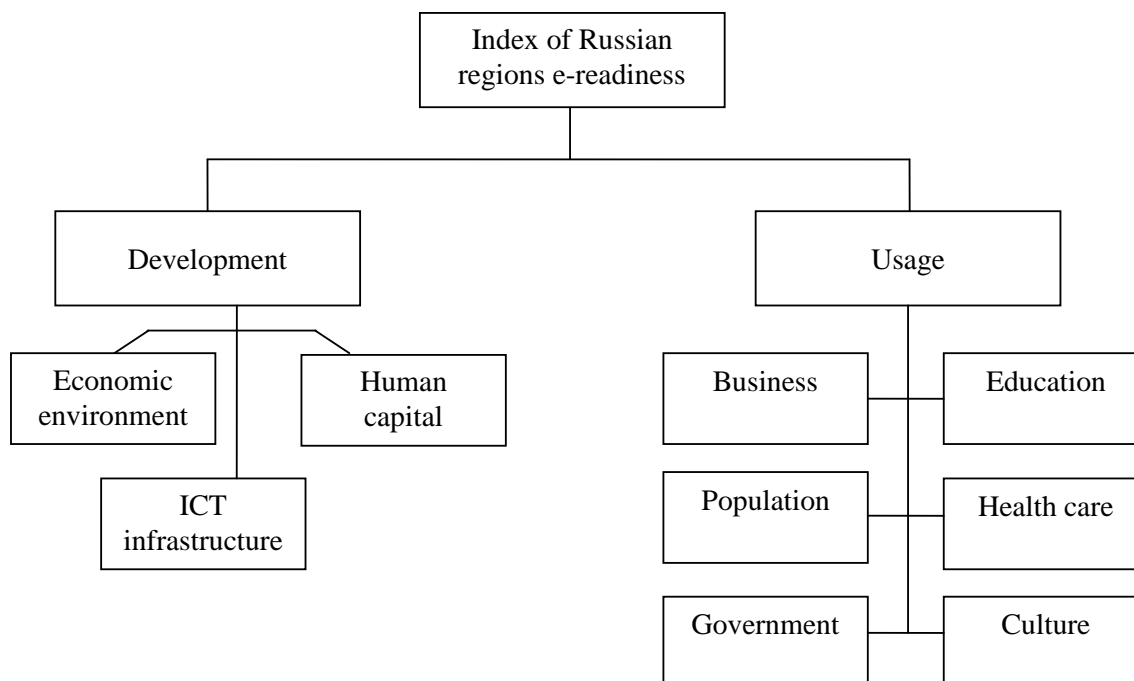 Index of Russian
regions e-readiness
Development
Usage
Economic
environment
Human
capital
ICT
infrastructure
Business
Education
Population
Health care
Government
Culture